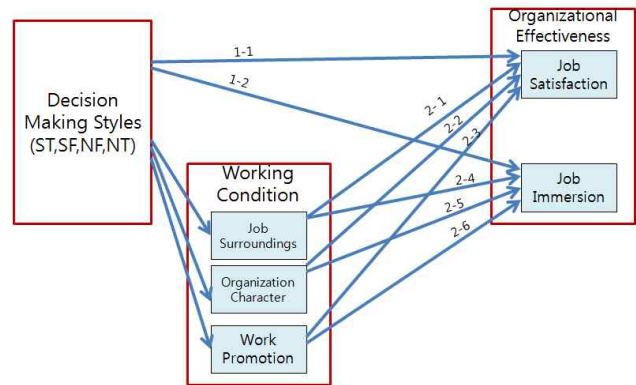 Organizational
Effectiveness
1-1
Job
Satisfaction
1-2
2-1
2-2
2-3
Decision
Making Styles
(ST,SF,NF,NT)
Working
Condition
2-4
Job
Immersion
2-5
Job
Surroundings
2-6
Organization
Character
Work
Promotion